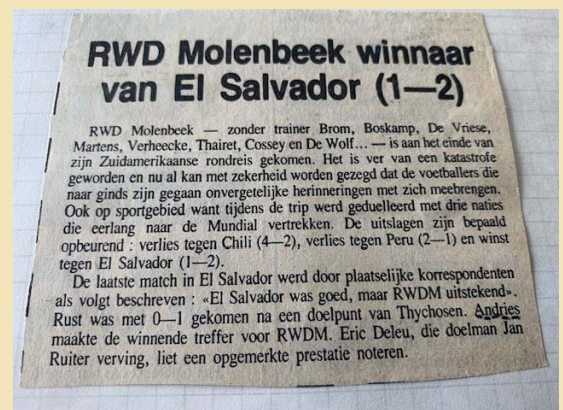 RWD Molenbeek winnaar
van El Salvador (1—2)
RWD Molenbeek — zonder trainer Brom, Boskamp, De Vriese,
Martens, Verheecke, Thairet, Cossey en De Wolf... — is aan het einde van
zijn Zuidamerikaanse rondreis gekomen. Het is ver van een katastrofe
geworden en nu al kan met zekerheid worden gezegd dat de voetballers die
naar ginds zijn gegaan onvergetelijke herinneringen met zich meebrengen.
Ook op sportgebied want tijdens de trip werd geduelleerd met drie naties
die eerlang naar de Mundial vertrekken. De uitslagen zijn bepaald
opbeurend : verlies tegen Chili (4—2), verlies tegen Peru (2—1) en winst
tegen El Salvador (1—2).
De laatste match in El Salvador werd door plaatselijke korrespondenten
als volgt beschreven : «El Salvador was goed, maar RWDM uitstekend».
Rust was met 0—1 gekomen na een doelpunt van Thychosen. Andries
maakte de winnende treffer voor RWDM. Eric Deleu, die doelman Jan
Ruiter verving, liet een opgemerkte prestatie noteren.